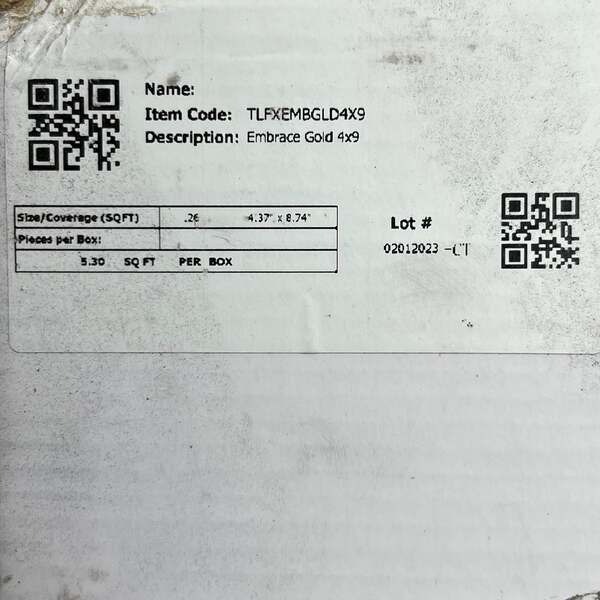 Name:
Item Code: TLFXEMBGLD4X9
Description: Embrace Gold 4x9
Size/Coverage (SQFT) .26 4.37" x 8.74"
Pieces per Box:
5.30 SQ FT PER BOX
Lot #
02012023 -CT